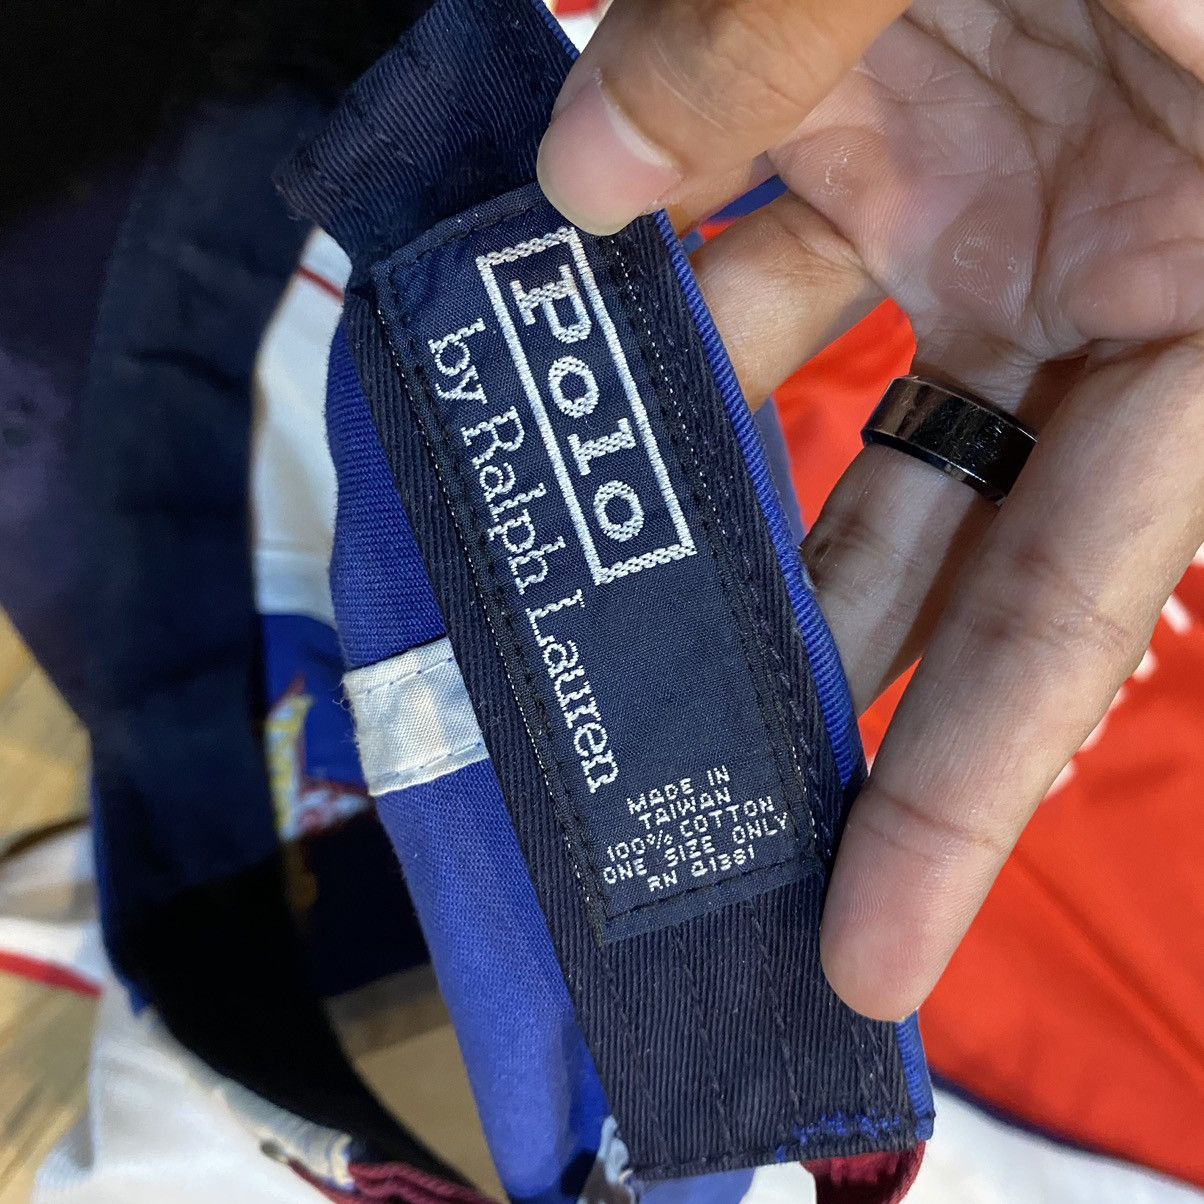 Polo
by Ralph Lauren
MADE IN
TAIWAN
100% COTTON
ONE SIZE ONLY
RN 41381